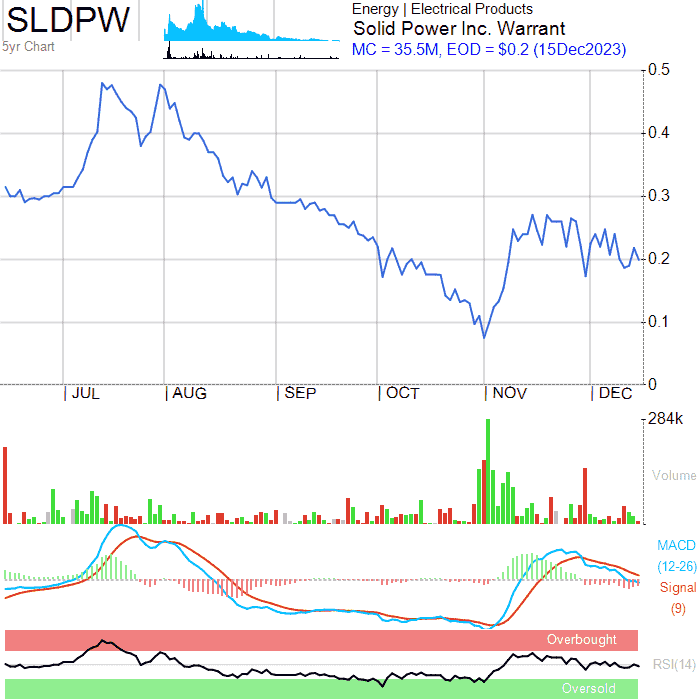 SLDPW
5yr Chart
Energy | Electrical Products
Solid Power Inc. Warrant
MC = 35.5M, EOD = $0.2 (15Dec2023)
0.5
0.4
0.3
0.2
0.1
0
JUL AUG SEP OCT NOV DEC
284k
Volume
MACD
(12-26)
Signal
(9)
Overbought
RSI(14)
Oversold